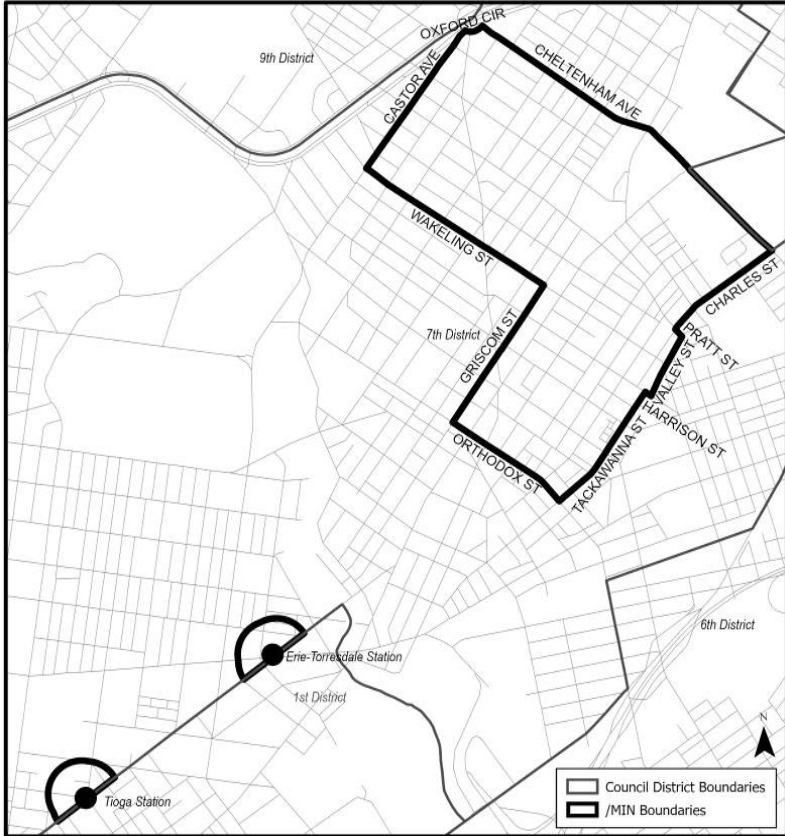 OXFORD CIR
9th District
CASTOR AVE
CHELTENHAM AVE
WAKELING ST
CHARLES ST
7th District
GRISCOM ST
PRATT ST
VALLEY ST
HARRISON ST
ORTHODOX ST
TACKAWANNA ST
6th District
Erie-Torresdale Station
1st District
N
Tioga Station
Council District Boundaries
/MIN Boundaries